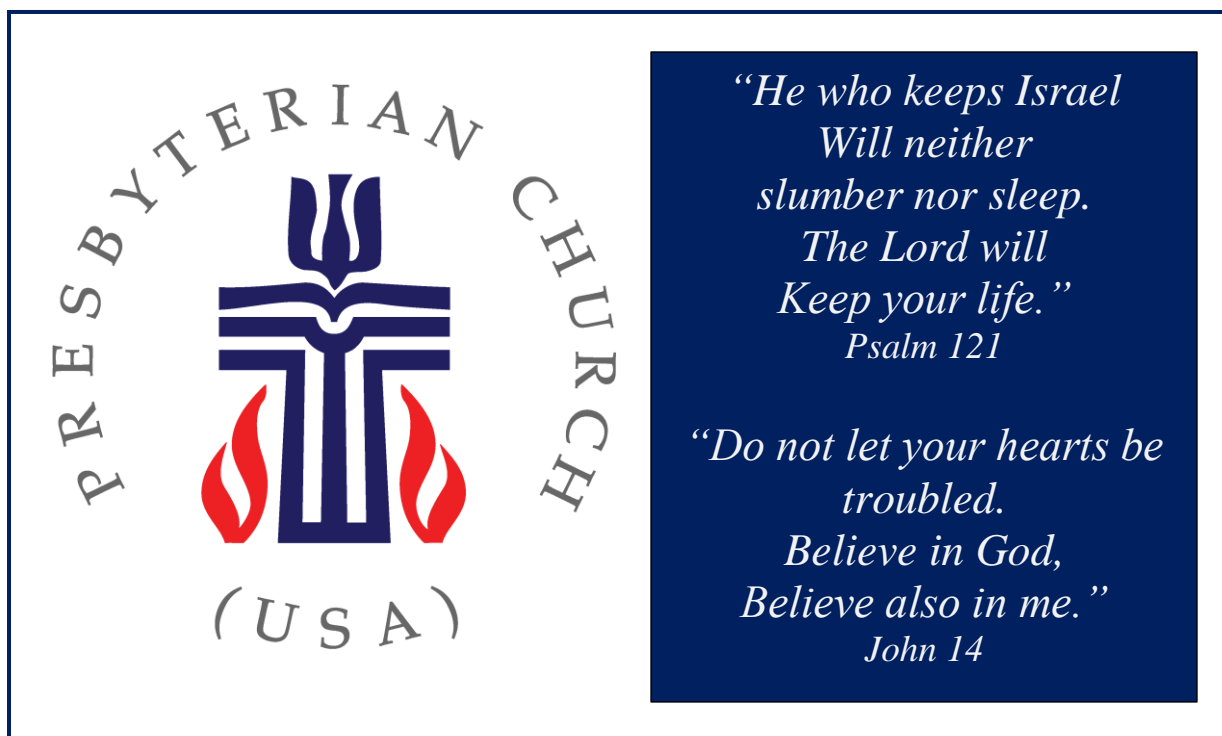 PRESBYTERIAN CHURCH
(USA)
“He who keeps Israel
Will neither
slumber nor sleep.
The Lord will
Keep your life.”
Psalm 121
“Do not let your hearts be
troubled.
Believe in God,
Believe also in me.”
John 14